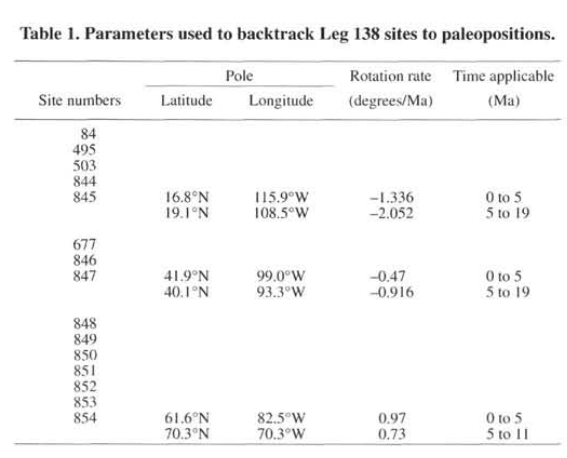 Table 1. Parameters used to backtrack Leg 138 sites to paleopositions.
Pole Rotation rate Time applicable
Site numbers Latitude Longitude (degrees/Ma) (Ma)
84
495
503
844
845 16.8°N 115.9°W –1.336 0 to 5
19.1°N 108.5°W –2.052 5 to 19
677
846
847 41.9°N 99.0°W –0.47 0 to 5
40.1°N 93.3°W –0.916 5 to 19
848
849
850
851
852
853
854 61.6°N 82.5°W 0.97 0 to 5
70.3°N 70.3°W 0.73 5 to 11